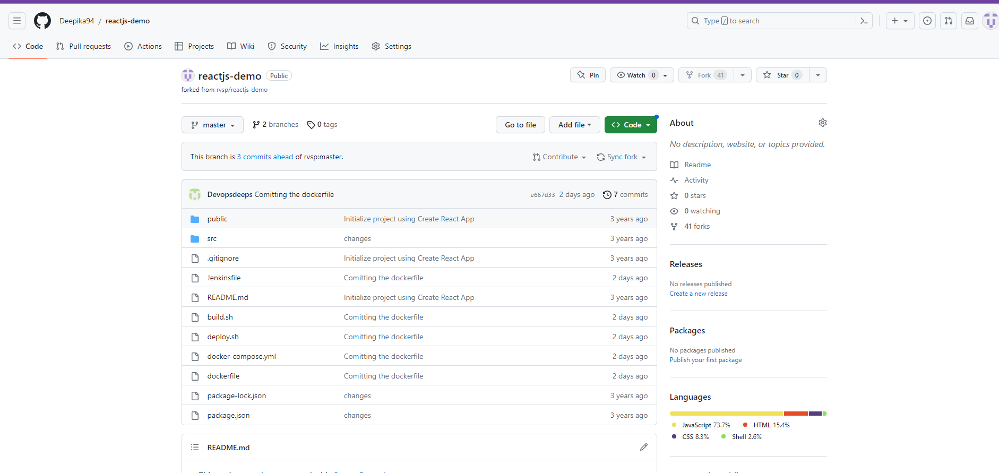 Deepika94 / reactjs-demo
Type / to search
Code Pull requests Actions Projects Wiki Security Insights Settings
reactjs-demo Public
Pin Watch 0 Fork 41 Star 0
forked from rvsp/reactjs-demo
master 2 branches 0 tags Go to file Add file Code
This branch is 3 commits ahead of rvsp:master. Contribute Sync fork
Devopsdeeps Comitting the dockerfile e667d33 2 days ago 7 commits
public Initialize project using Create React App 3 years ago
src changes 3 years ago
.gitignore Initialize project using Create React App 3 years ago
Jenkinsfile Comitting the dockerfile 2 days ago
README.md Initialize project using Create React App 3 years ago
build.sh Comitting the dockerfile 2 days ago
deploy.sh Comitting the dockerfile 2 days ago
docker-compose.yml Comitting the dockerfile 2 days ago
dockerfile Comitting the dockerfile 2 days ago
package-lock.json changes 3 years ago
package.json changes 3 years ago
README.md
About
No description, website, or topics provided.
Readme
Activity
0 stars
0 watching
41 forks
Releases
No releases published
Create a new release
Packages
No packages published
Publish your first package
Languages
JavaScript 73.7% HTML 15.4%
CSS 8.3% Shell 2.6%